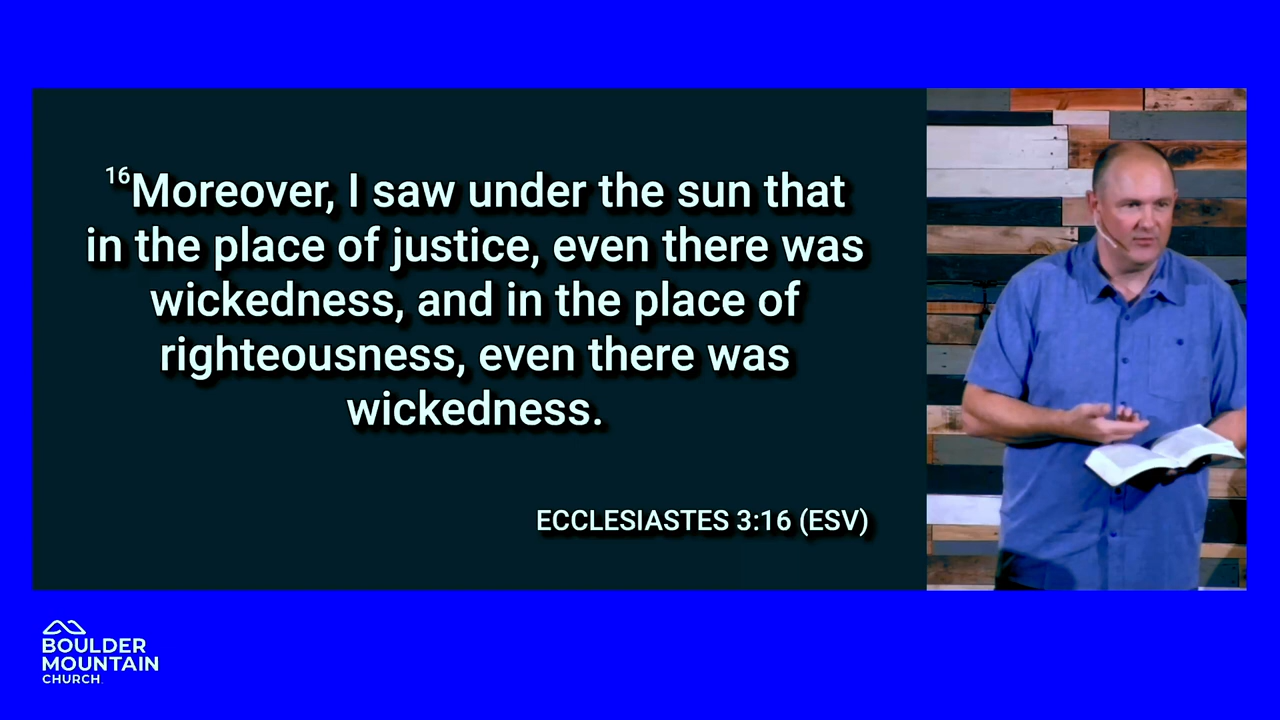 16Moreover, I saw under the sun that
in the place of justice, even there was
wickedness, and in the place of
righteousness, even there was
wickedness.
ECCLESIASTES 3:16 (ESV)
BOULDER
MOUNTAIN
CHURCH